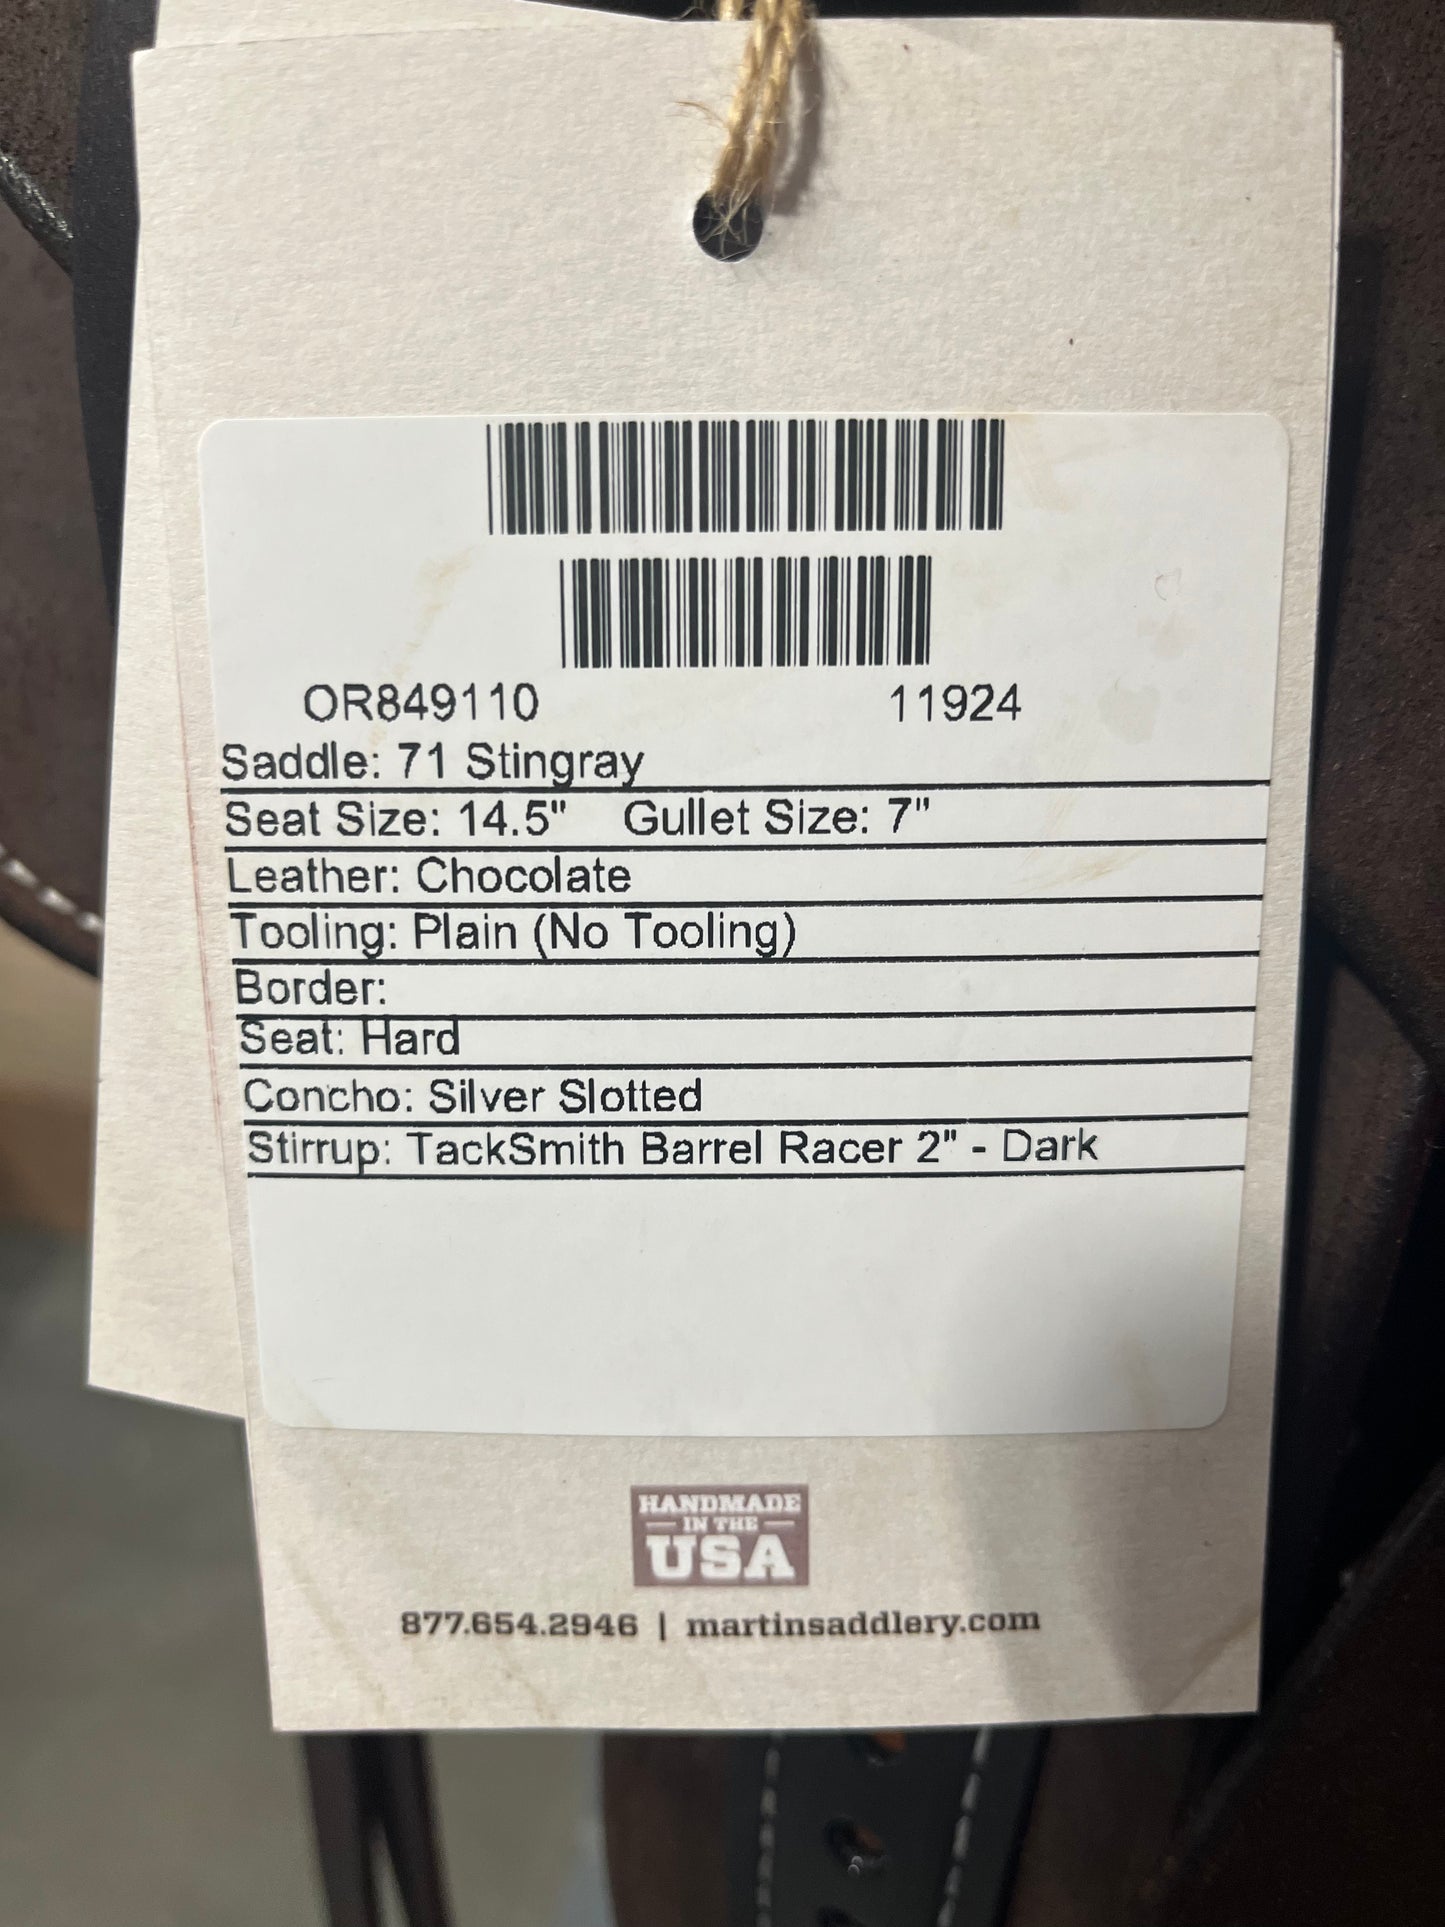 OR849110 11924
Saddle: 71 Stingray
Seat Size: 14.5" Gullet Size: 7"
Leather: Chocolate
Tooling: Plain (No Tooling)
Border:
Seat: Hard
Concho: Silver Slotted
Stirrup: TackSmith Barrel Racer 2" - Dark
HANDMADE
IN THE
USA
877.654.2946 | martinsaddlery.com